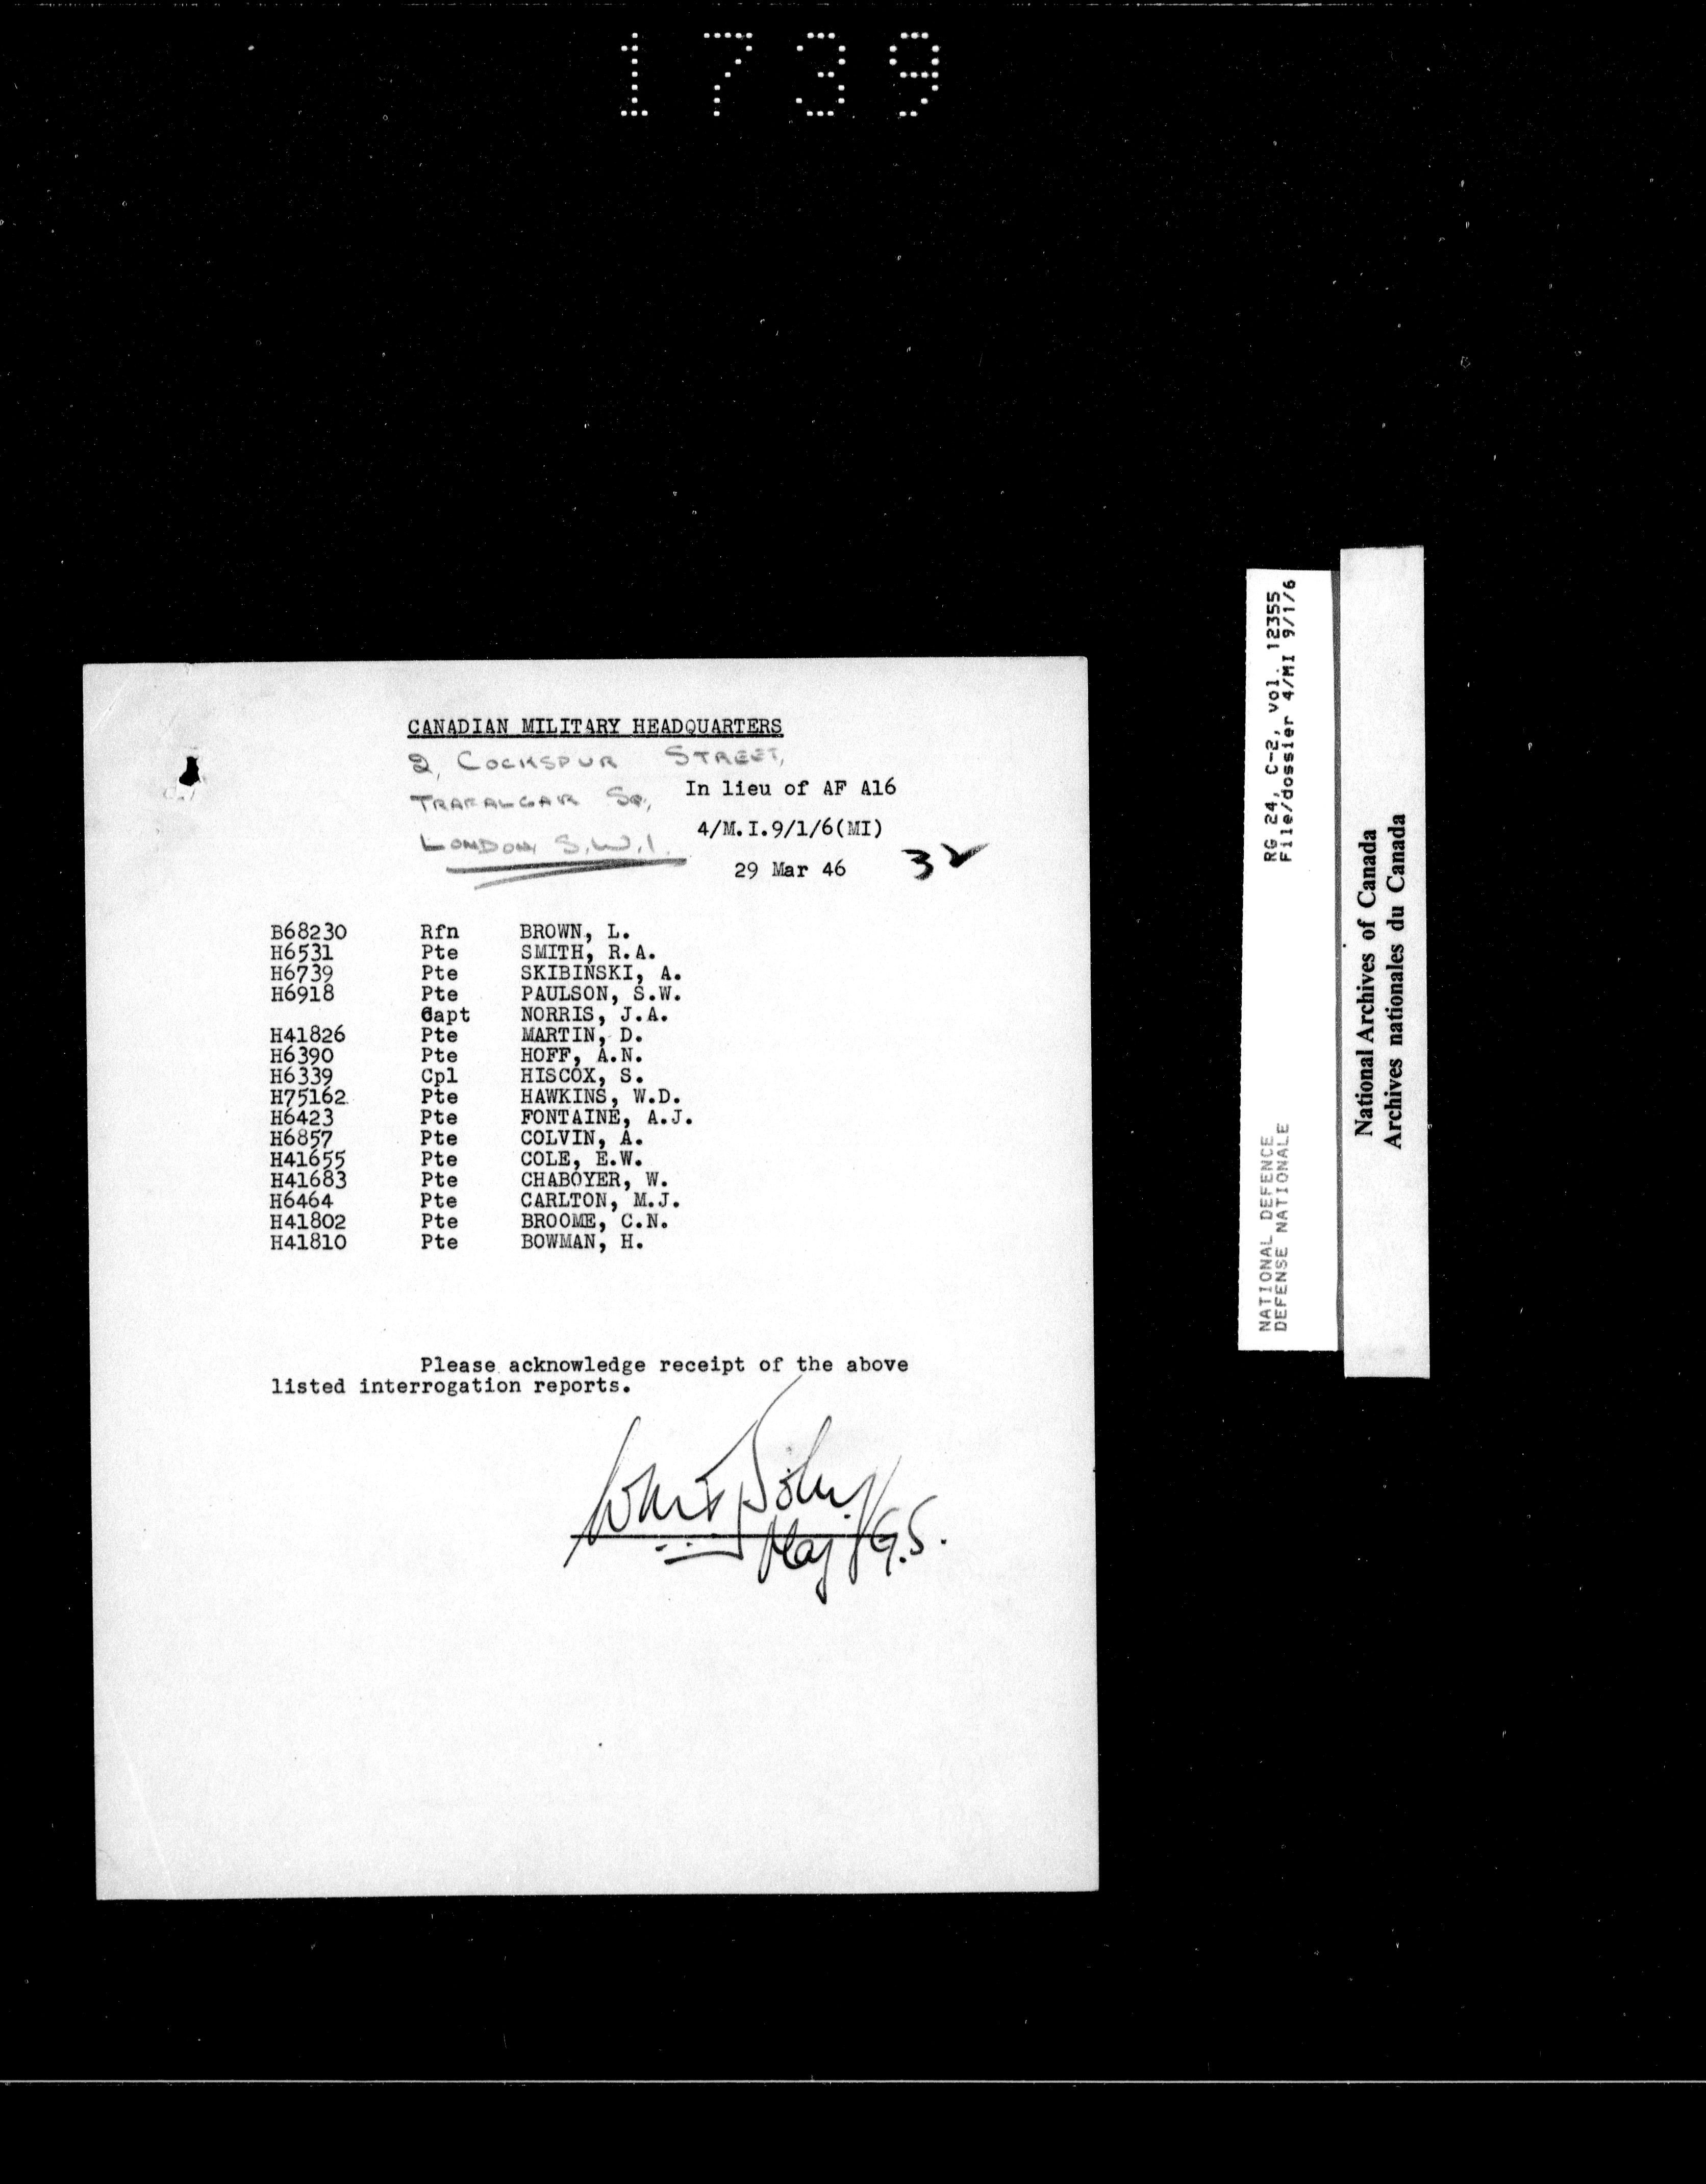 1739
CANADIAN MILITARY HEADQUARTERS
2, COCKSPUR STREET,
TRAFALGAR SQ,
LONDON, S.W.1.
In lieu of AF A16
4/M.I.9/1/6(MI)
29 Mar 46
32
B68230 Rfn BROWN, L.
H6531 Pte SMITH, R.A.
H6739 Pte SKIBINSKI, A.
H6918 Pte PAULSON, S.W.
Capt NORRIS, J.A.
H41826 Pte MARTIN, D.
H6390 Pte HOFF, A.N.
H6339 Cpl HISCOX, S.
H75162 Pte HAWKINS, W.D.
H6423 Pte FONTAINE, A.J.
H6857 Pte COLVIN, A.
H41655 Pte COLE, E.W.
H41683 Pte CHABOYER, W.
H6464 Pte CARLTON, M.J.
H41802 Pte BROOME, C.N.
H41810 Pte BOWMAN, H.
Please acknowledge receipt of the above
listed interrogation reports.
Maj G.S.
RG 24, C-2, vol. 12355,
File/dossier 4/MI 9/1/6
NATIONAL DEFENCE
DEFENSE NATIONALE
National Archives of Canada
Archives nationales du Canada